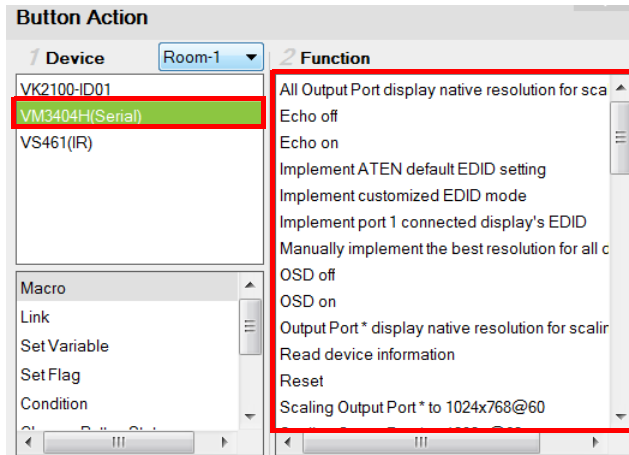 Button Action
1 Device
Room-1
2 Function
VK2100-ID01
VM3404H(Serial)
VS461(IR)
Macro
Link
Set Variable
Set Flag
Condition
All Output Port display native resolution for sca
Echo off
Echo on
Implement ATEN default EDID setting
Implement customized EDID mode
Implement port 1 connected display's EDID
Manually implement the best resolution for all c
OSD off
OSD on
Output Port * display native resolution for scalin
Read device information
Reset
Scaling Output Port * to 1024x768@60